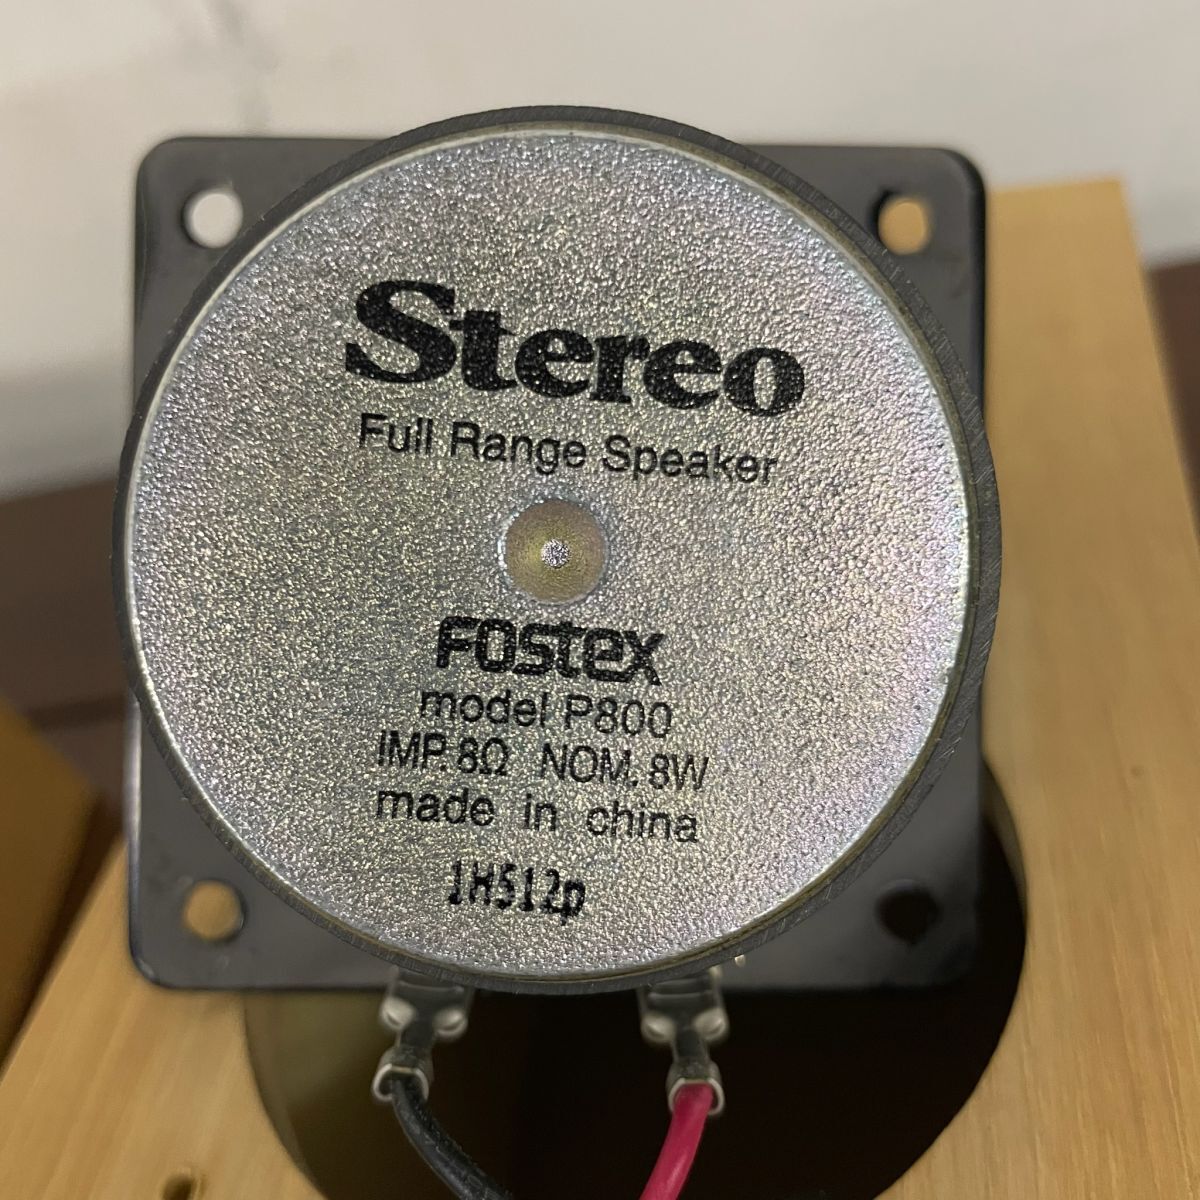 Stereo
Full Range Speaker
FOSTEX
model P800
IMP. 8Ω NOM. 8W
made in china
1H512p